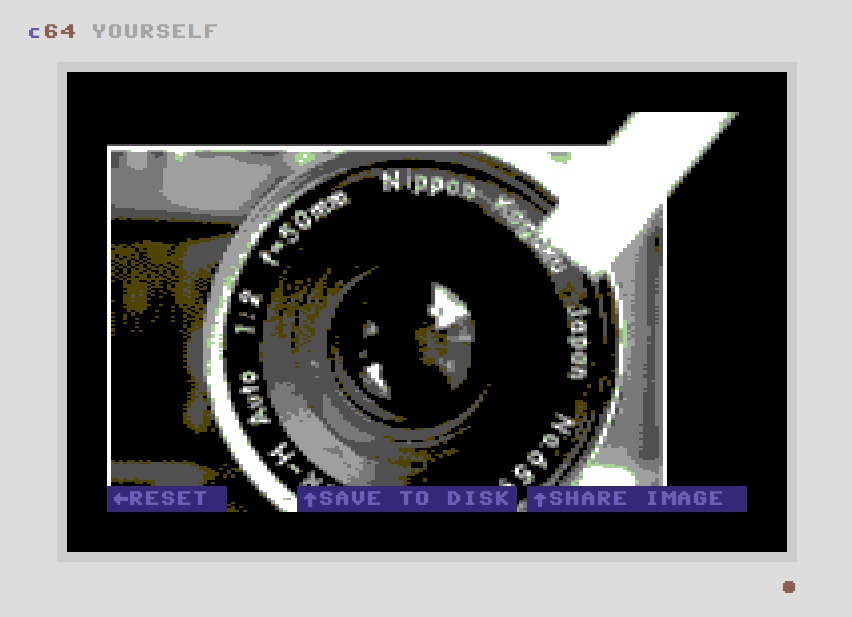 c64 YOURSELF
Nippon Kogaku Japan
No.
H-H Auto 1:2 f=50mm
←RESET
↑SAVE TO DISK
↑SHARE IMAGE